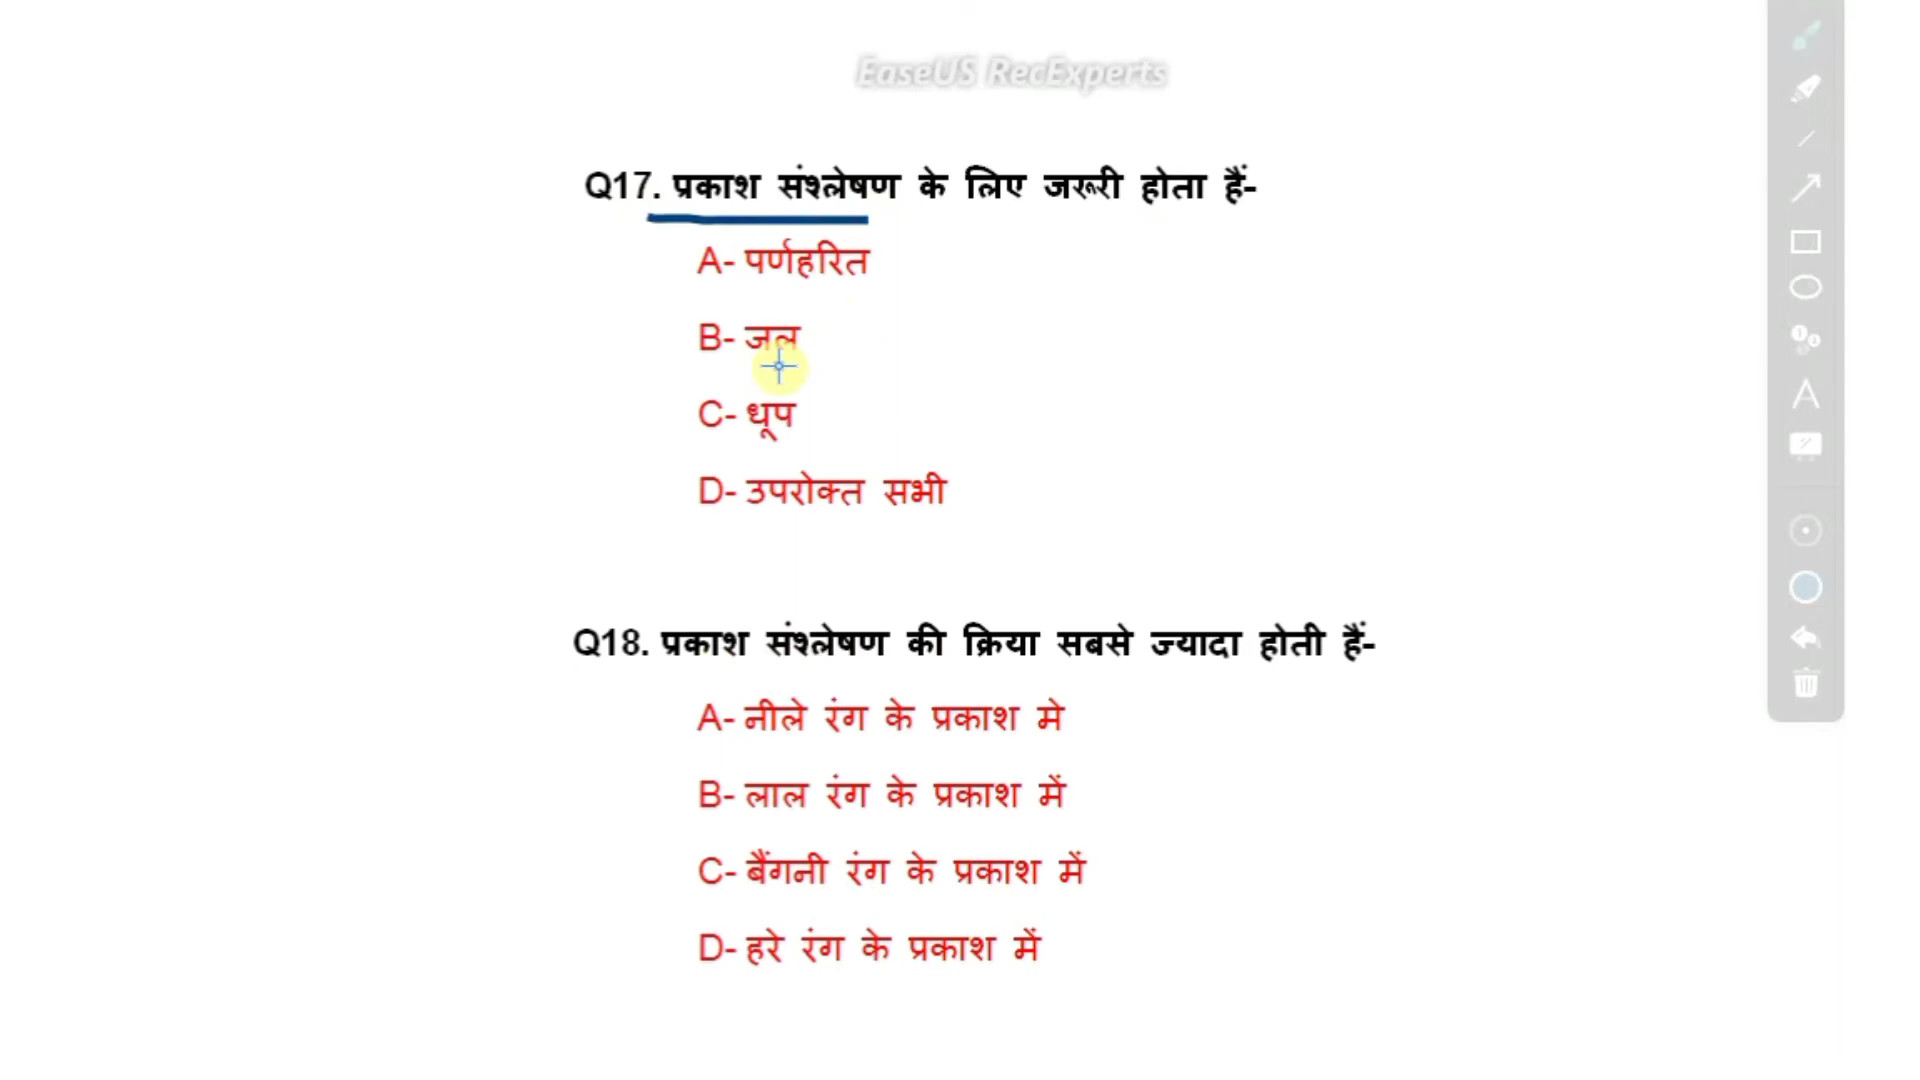 EaseUS RecExperts
Q17. प्रकाश संश्लेषण के लिए जरूरी होता हैं-
A- पर्णहरित
B- जल
C- धूप
D- उपरोक्त सभी
Q18. प्रकाश संश्लेषण की क्रिया सबसे ज्यादा होती हैं-
A- नीले रंग के प्रकाश मे
B- लाल रंग के प्रकाश में
C- बैंगनी रंग के प्रकाश में
D- हरे रंग के प्रकाश में